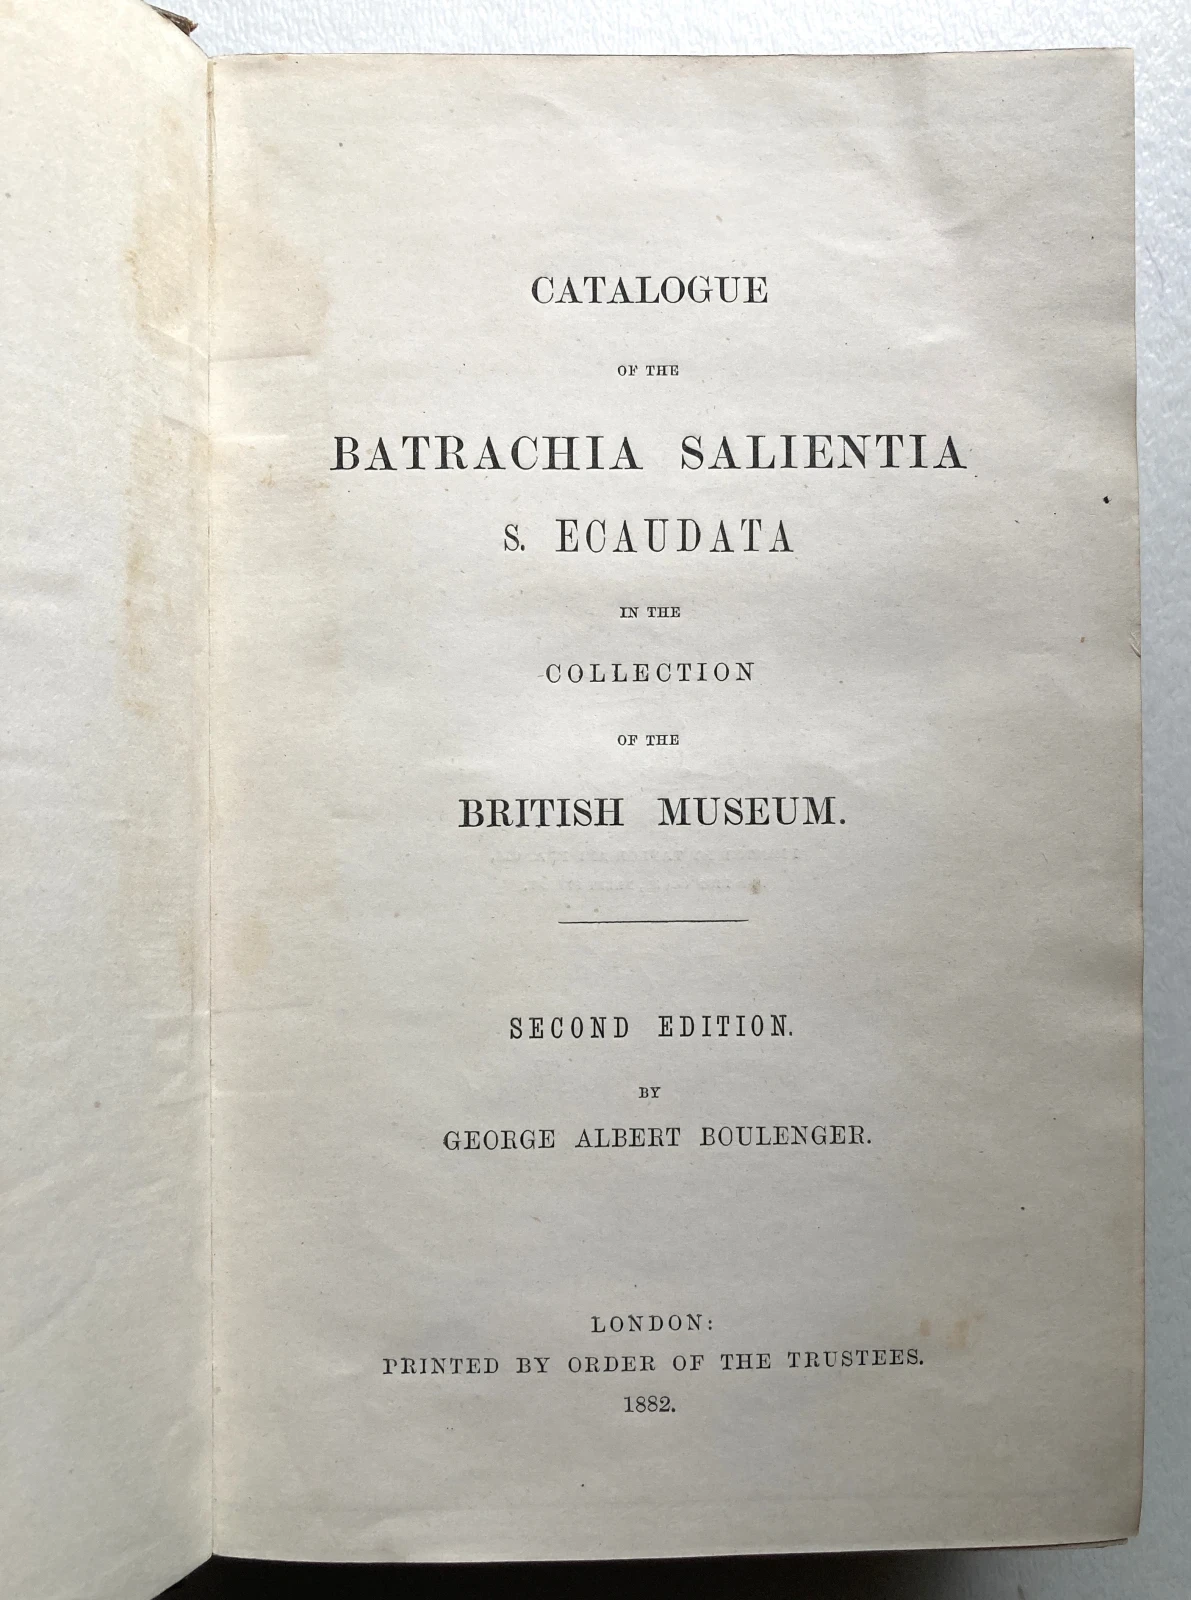 CATALOGUE
OF THE
BATRACHIA SALIENTIA
S. ECAUDATA
IN THE
COLLECTION
OF THE
BRITISH MUSEUM.
SECOND EDITION.
BY
GEORGE ALBERT BOULENGER.
LONDON:
PRINTED BY ORDER OF THE TRUSTEES.
1882.